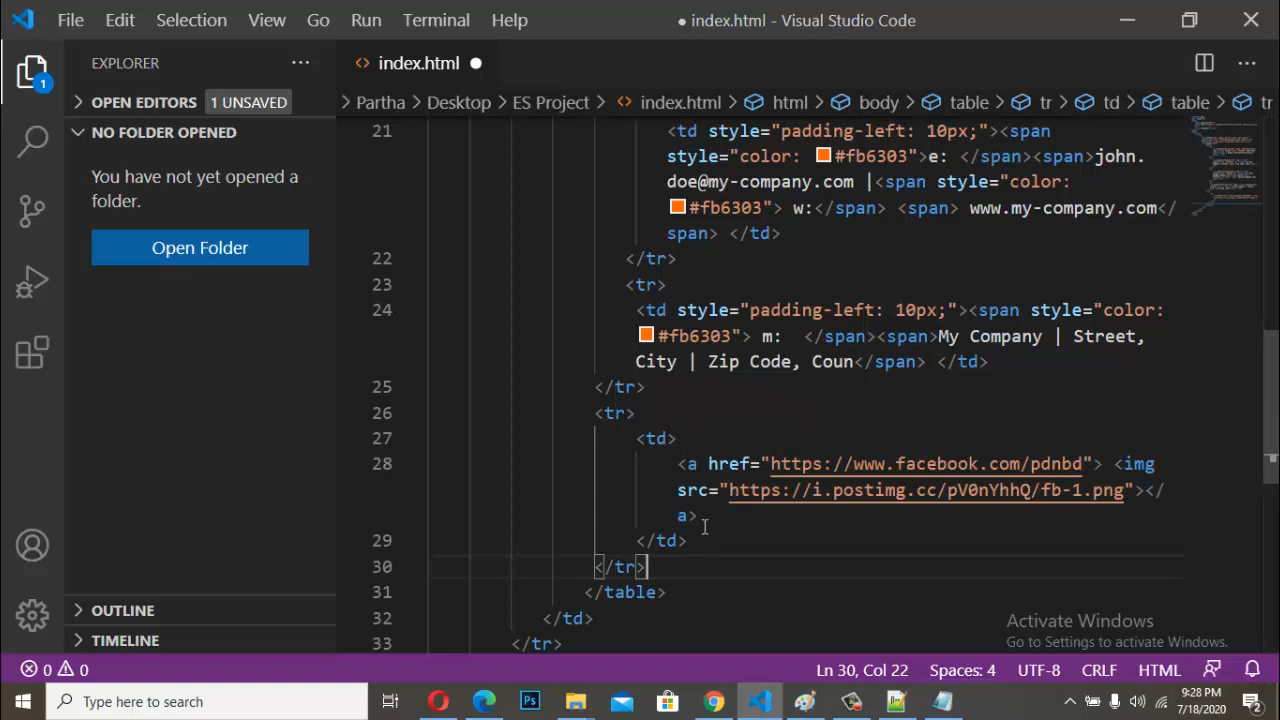 File Edit Selection View Go Run Terminal Help ● index.html - Visual Studio Code
EXPLORER ··· <> index.html ●
1
OPEN EDITORS 1 UNSAVED
> Partha > Desktop > ES Project > <> index.html > html > body > table > tr > td > table > tr
NO FOLDER OPENED
You have not yet opened a
folder.
Open Folder
21 <td style="padding-left: 10px;"><span
style="color: #fb6303">e: </span><span>john.
doe@my-company.com |<span style="color:
#fb6303"> w:</span> <span> www.my-company.com</
span> </td>
22 </tr>
23 <tr>
24 <td style="padding-left: 10px;"><span style="color:
#fb6303"> m:  </span><span>My Company | Street,
City | Zip Code, Coun</span> </td>
25 </tr>
26 <tr>
27 <td>
28 <a href="https://www.facebook.com/pdnbd"> <img
src="https://i.postimg.cc/pV0nYhhQ/fb-1.png"></
a>
29 </td>
30 </tr>
31 </table>
32 </td>
33 </tr>
OUTLINE
TIMELINE
Activate Windows
Go to Settings to activate Windows.
0 0 Ln 30, Col 22 Spaces: 4 UTF-8 CRLF HTML
Type here to search
9:28 PM
7/18/2020
2